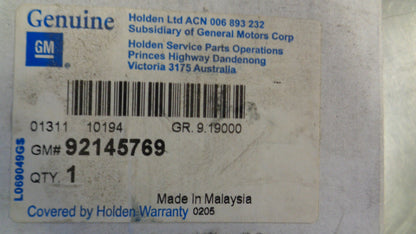 Genuine
GM
Holden Ltd ACN 006 893 232
Subsidiary of General Motors Corp
Holden Service Parts Operations
Princes Highway Dandenong
Victoria 3175 Australia
01311 10194 GR. 9.19000
GM# 92145769
QTY. 1
L069049GS
Made In Malaysia
Covered by Holden Warranty 0205